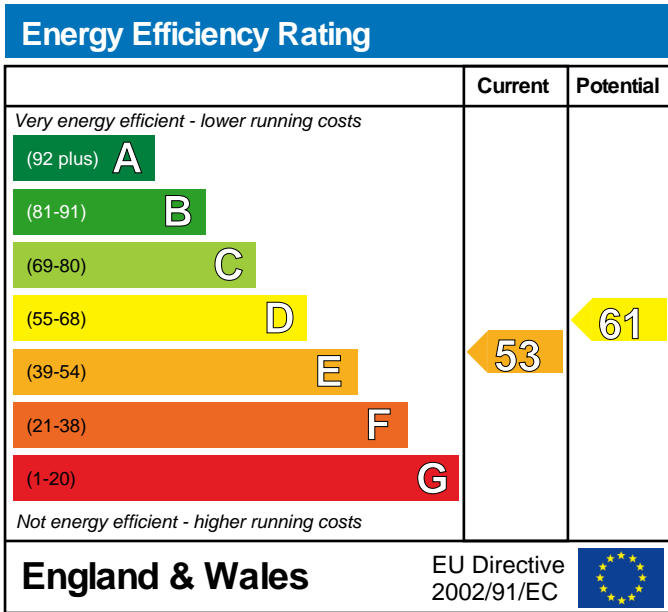 Energy Efficiency Rating
Current Potential
Very energy efficient - lower running costs
(92 plus) A
(81-91) B
(69-80) C
(55-68) D
61
53
(39-54) E
(21-38) F
(1-20) G
Not energy efficient - higher running costs
England & Wales
EU Directive
2002/91/EC